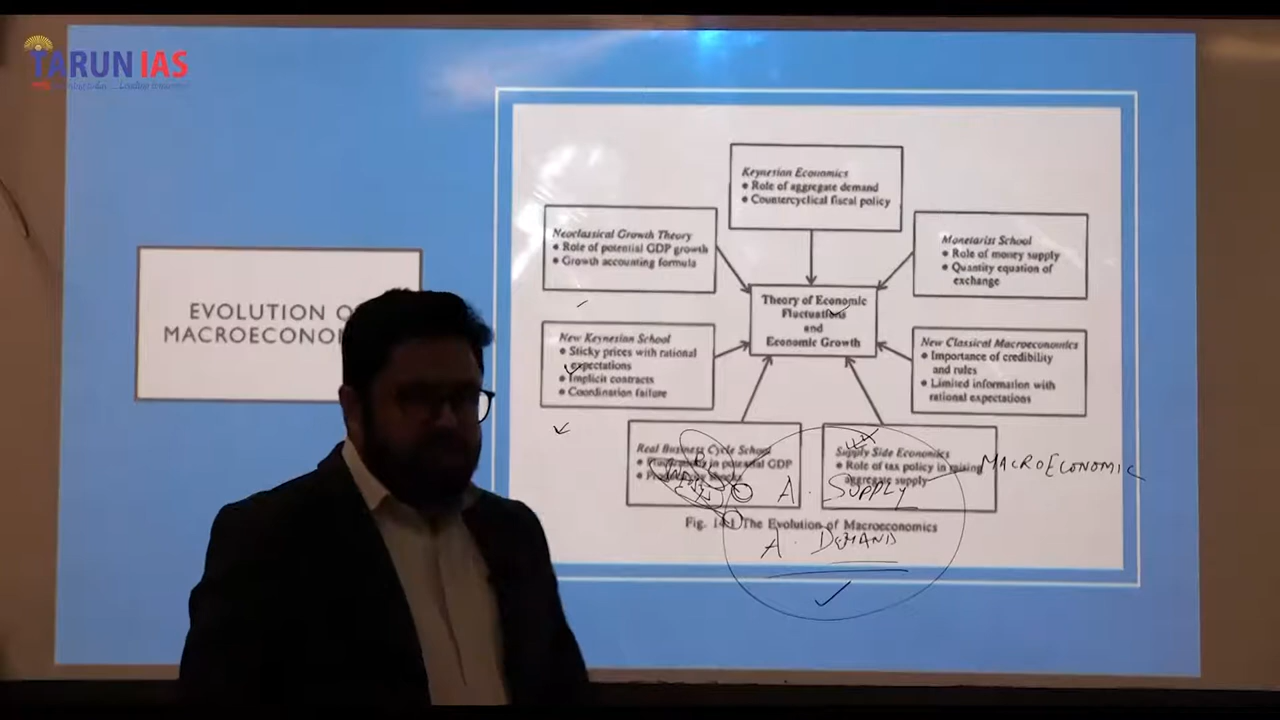 TARUN IAS
EVOLUTION O
MACROECONOM
Keynesian Economics
• Role of aggregate demand
• Countercyclical fiscal policy
Neoclassical Growth Theory
• Role of potential GDP growth
• Growth accounting formula
Monetarist School
• Role of money supply
• Quantity equation of
exchange
Theory of Economic
Fluctuations
and
Economic Growth
New Keynesian School
• Sticky prices with rational
expectations
• Implicit contracts
• Coordination failure
New Classical Macroeconomics
• Importance of credibility
and rules
• Limited information with
rational expectations
Real Business Cycle School
in potential GDP
Supply Side Economics
• Role of tax policy in raising
aggregate supply
MACROECONOMIC
A. SUPPLY
Fig. The Evolution of Macroeconomics
A. DEMAND